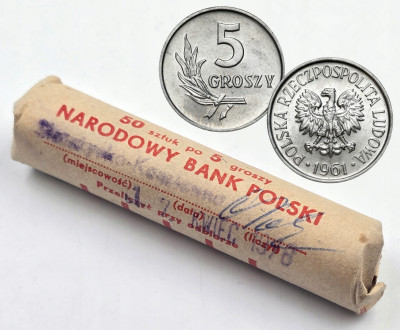 5
GROSZY
POLSKA RZECZPOSPOLITA LUDOWA
·1961·
50 sztuk po 5 groszy
NARODOWY BANK POLSKI
(miejscowość) (data) (liczył)
Przeliczyć przy odbiorze